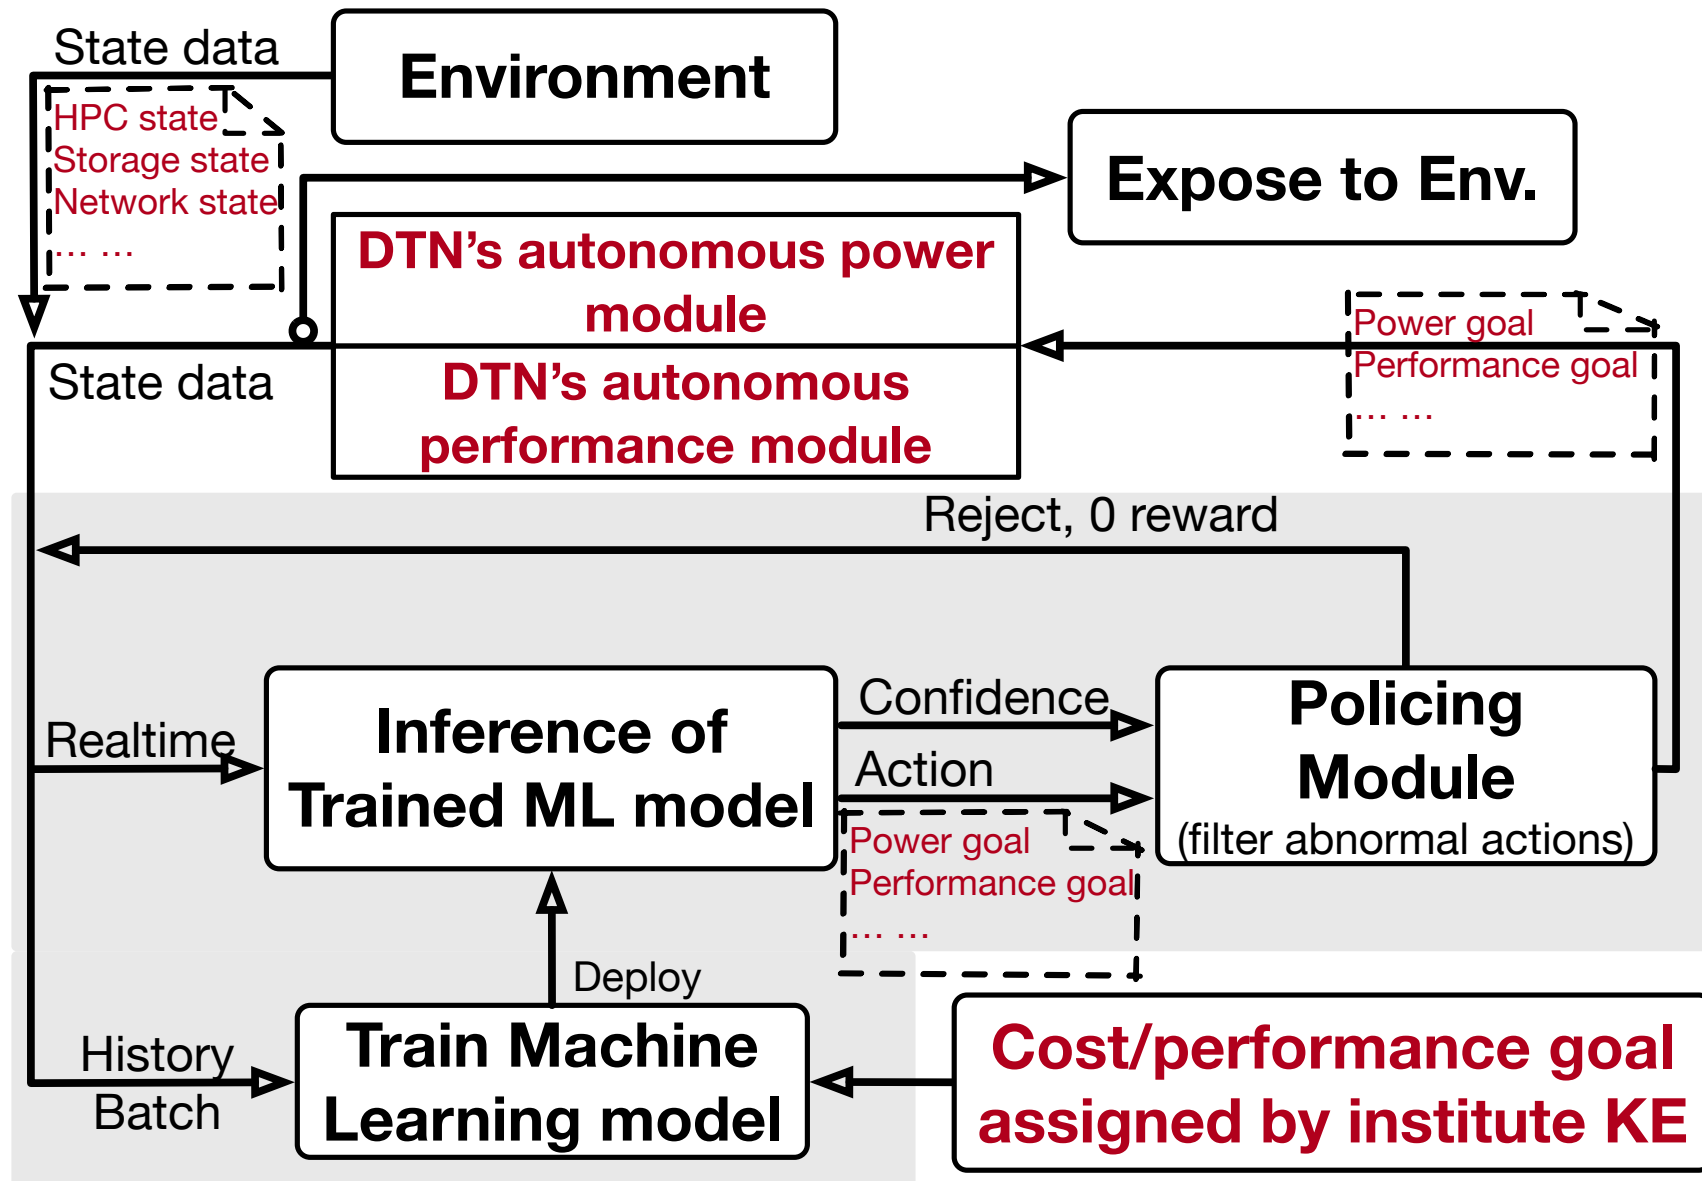 State data
Environment
HPC state
Storage state
Network state
... ...
Expose to Env.
DTN’s autonomous power
module
State data
DTN’s autonomous
performance module
Power goal
Performance goal
... ...
Reject, 0 reward
Realtime
Inference of
Trained ML model
Confidence
Action
Policing
Module
(filter abnormal actions)
Power goal
Performance goal
... ...
Deploy
History
Batch
Train Machine
Learning model
Cost/performance goal
assigned by institute KE